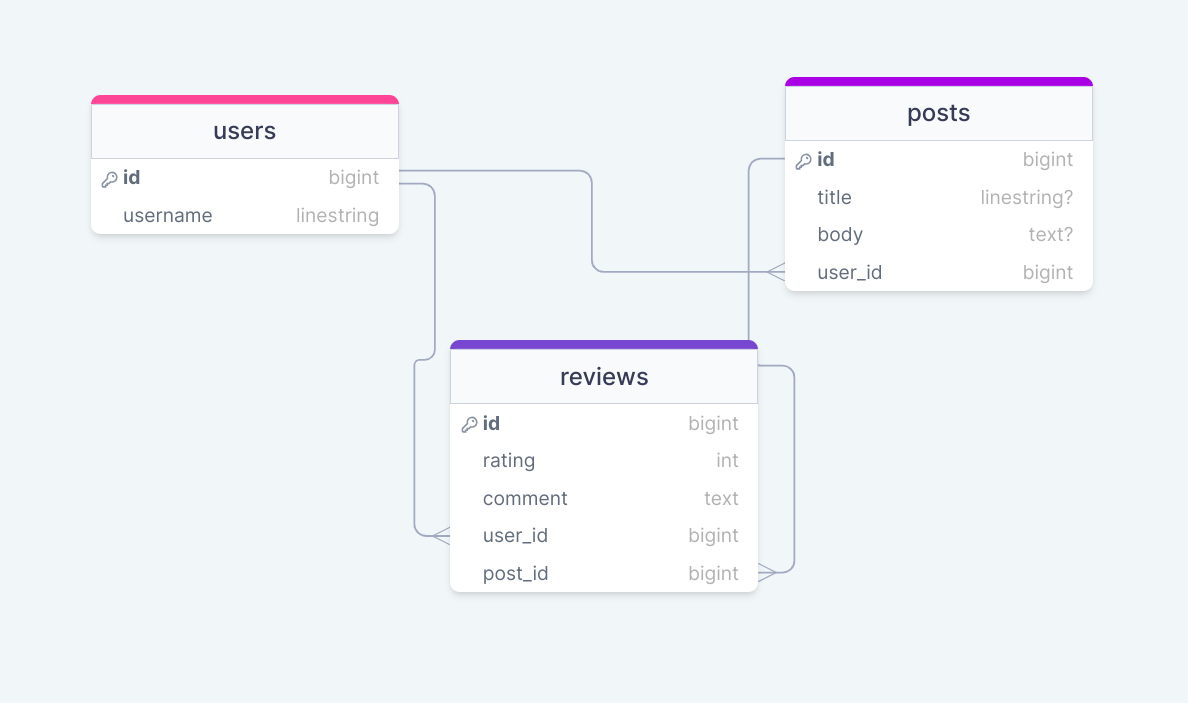 users
id bigint
username linestring
posts
id bigint
title linestring?
body text?
user_id bigint
reviews
id bigint
rating int
comment text
user_id bigint
post_id bigint